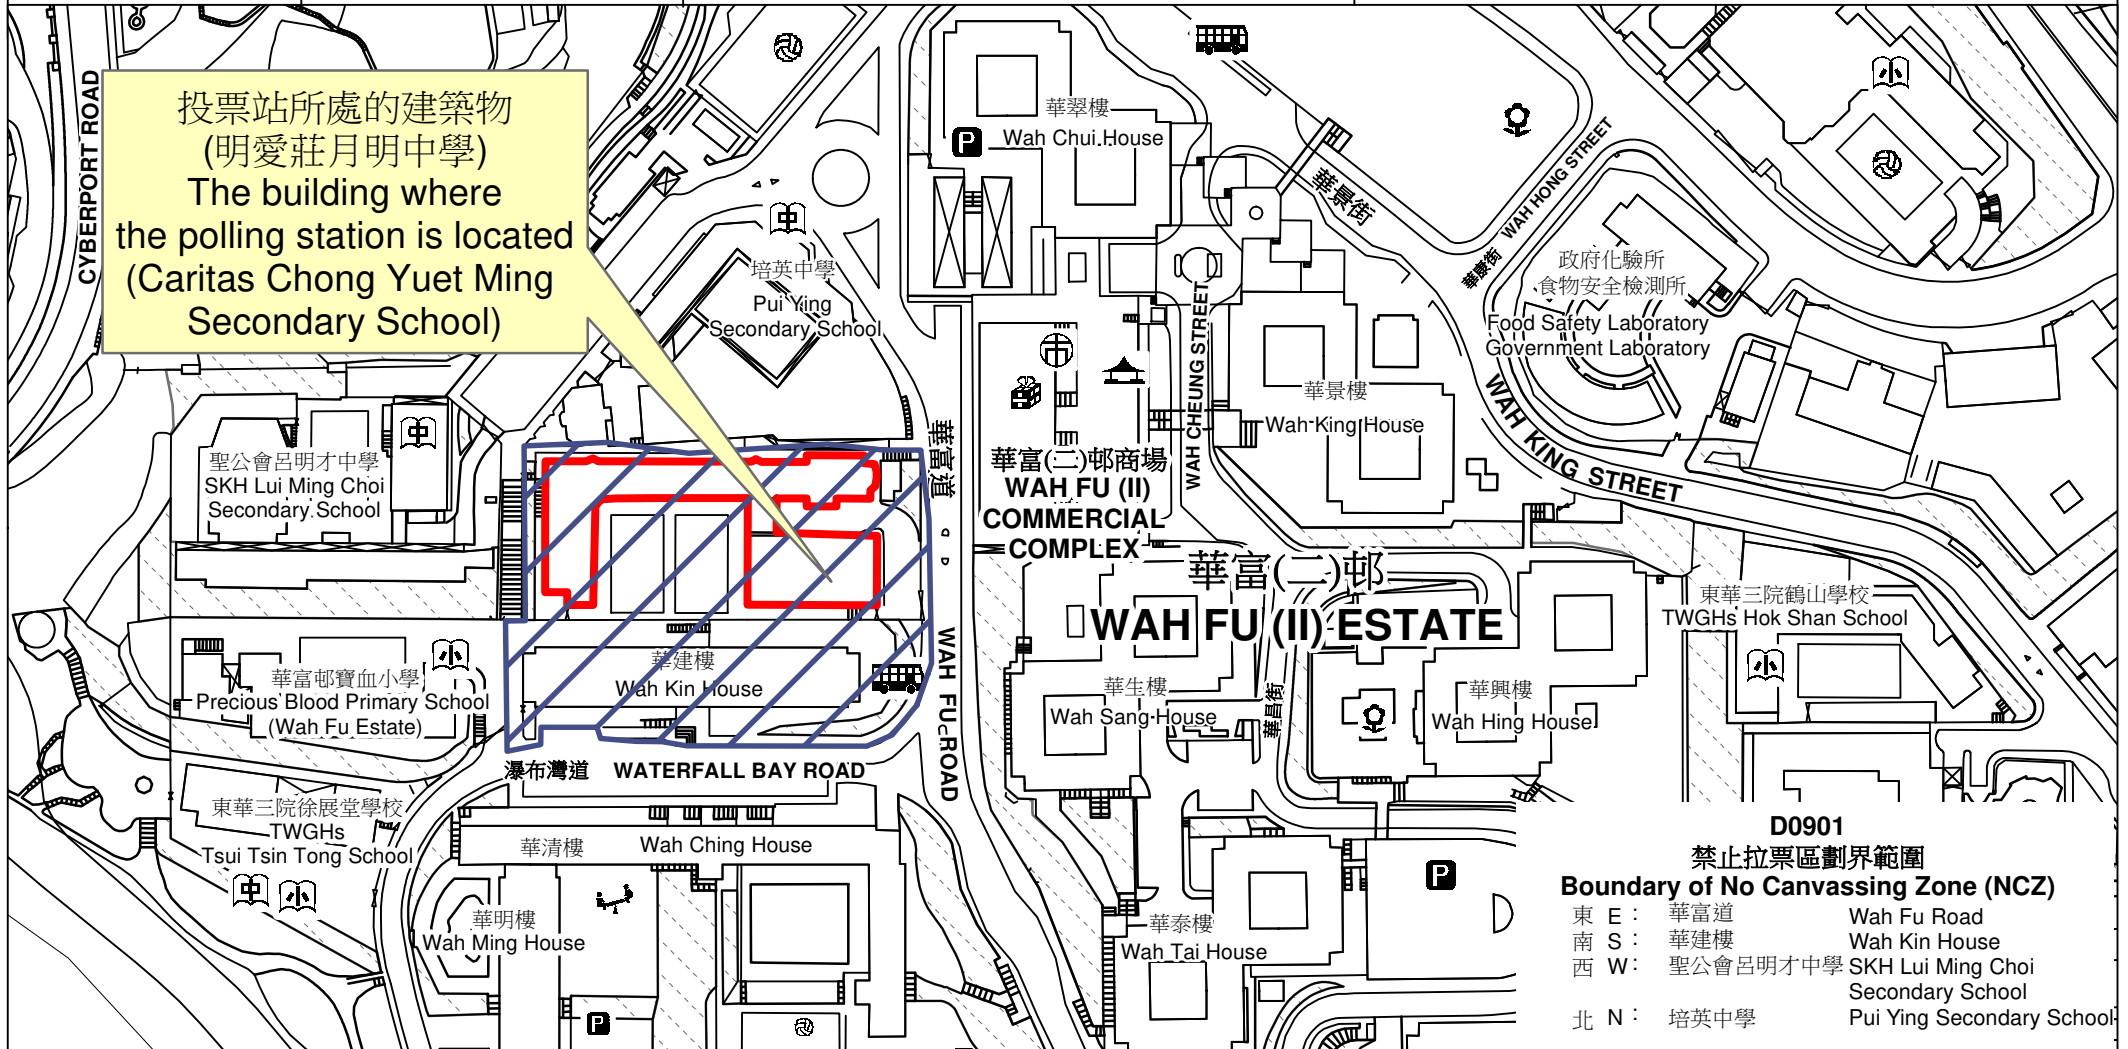 CYBERPORT ROAD
投票站所處的建築物
(明愛莊月明中學)
The building where
the polling station is located
(Caritas Chong Yuet Ming
Secondary School)
華翠樓
Wah Chui House
P
小
華景街
華康街 WAH HONG STREET
中
培英中學
Pui Ying
Secondary School
政府化驗所
食物安全檢測所
Food Safety Laboratory
Government Laboratory
WAH CHEUNG STREET
市
華景樓
Wah King House
WAH KING STREET
中
聖公會呂明才中學
SKH Lui Ming Choi
Secondary School
華富道
華富(二)邨商場
WAH FU (II)
COMMERCIAL
COMPLEX
華富(二)邨
WAH FU (II) ESTATE
東華三院鶴山學校
TWGHs Hok Shan School
小
小
華富邨寶血小學
Precious Blood Primary School
(Wah Fu Estate)
華建樓
Wah Kin House
WAH FU ROAD
華生樓
Wah Sang House
華昌街
華興樓
Wah Hing House
瀑布灣道 WATERFALL BAY ROAD
東華三院徐展堂學校
TWGHs
Tsui Tsin Tong School
中 小
華清樓 Wah Ching House
華明樓
Wah Ming House
P
華泰樓
Wah Tai House
P
D0901
禁止拉票區劃界範圍
Boundary of No Canvassing Zone (NCZ)
東 E : 華富道 Wah Fu Road
南 S : 華建樓 Wah Kin House
西 W : 聖公會呂明才中學 SKH Lui Ming Choi
Secondary School
北 N : 培英中學 Pui Ying Secondary School